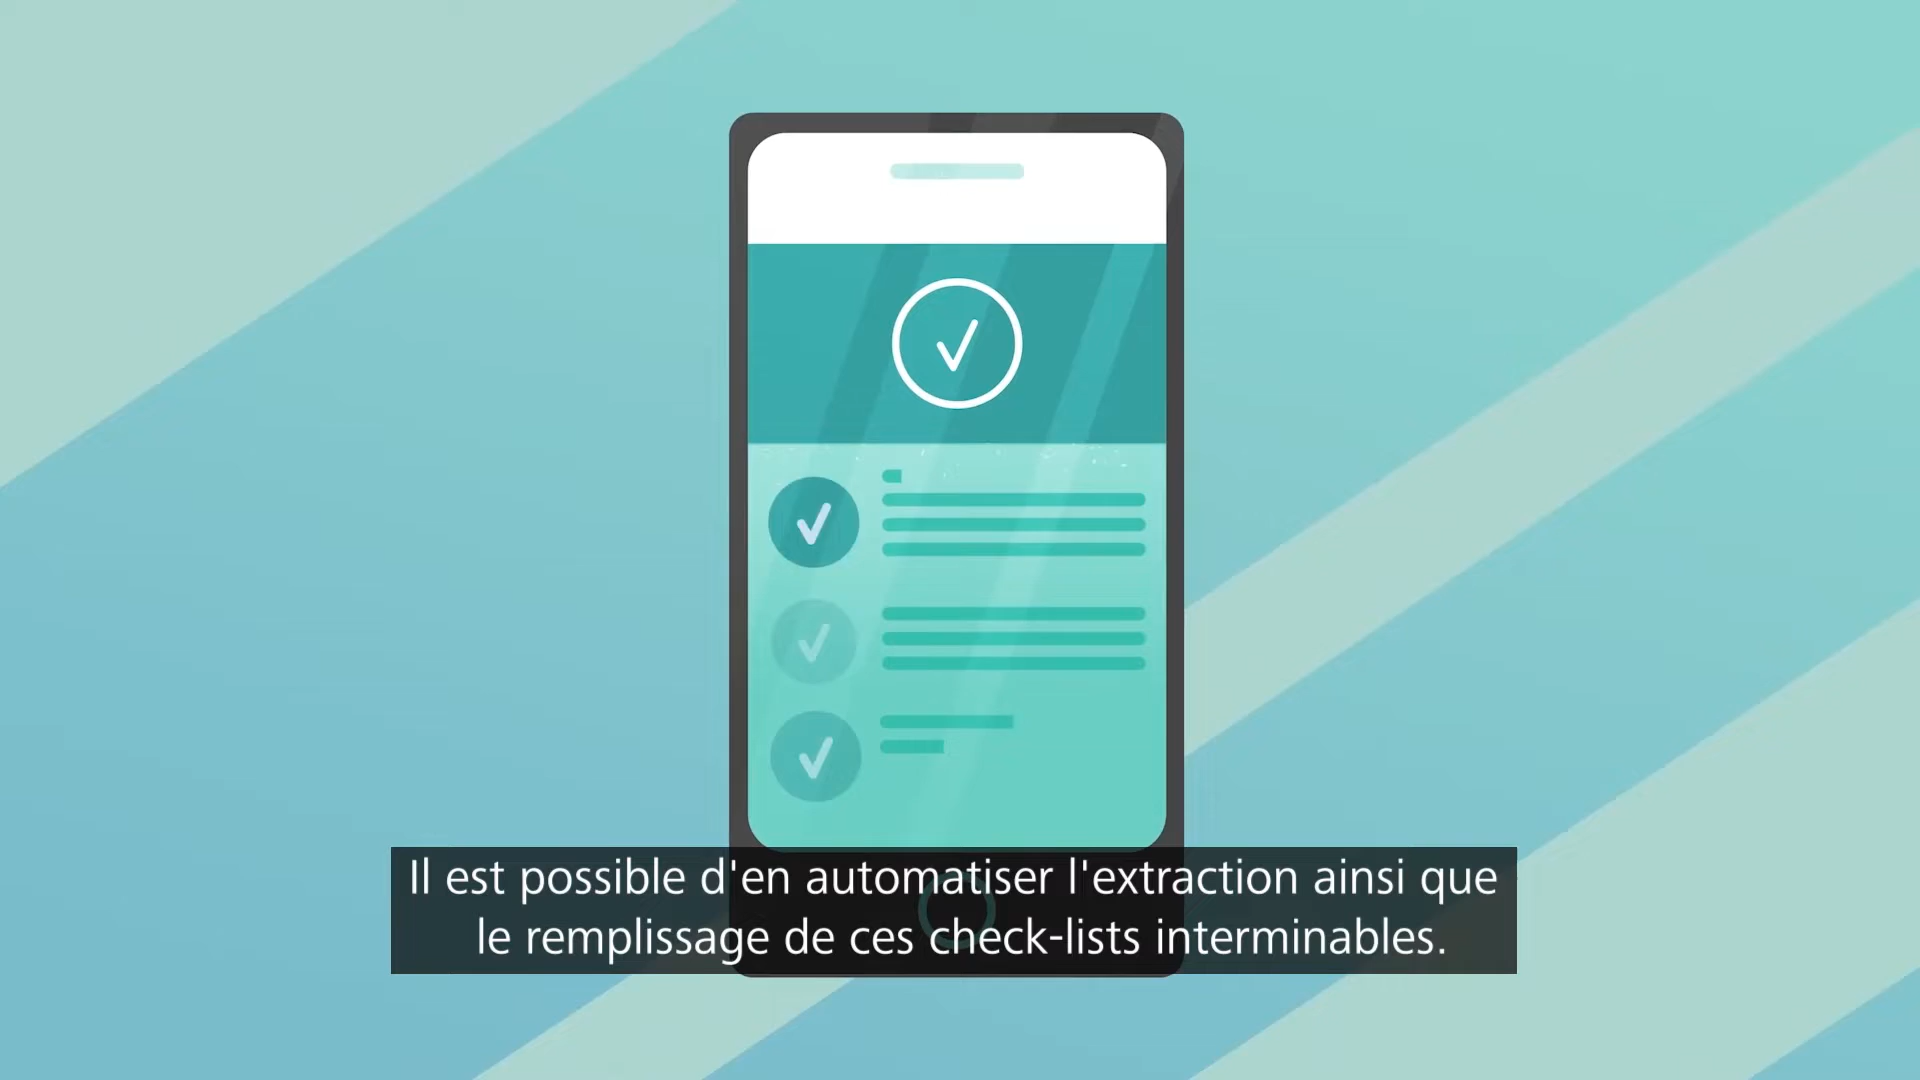 Il est possible d'en automatiser l'extraction ainsi que
le remplissage de ces check-lists interminables.